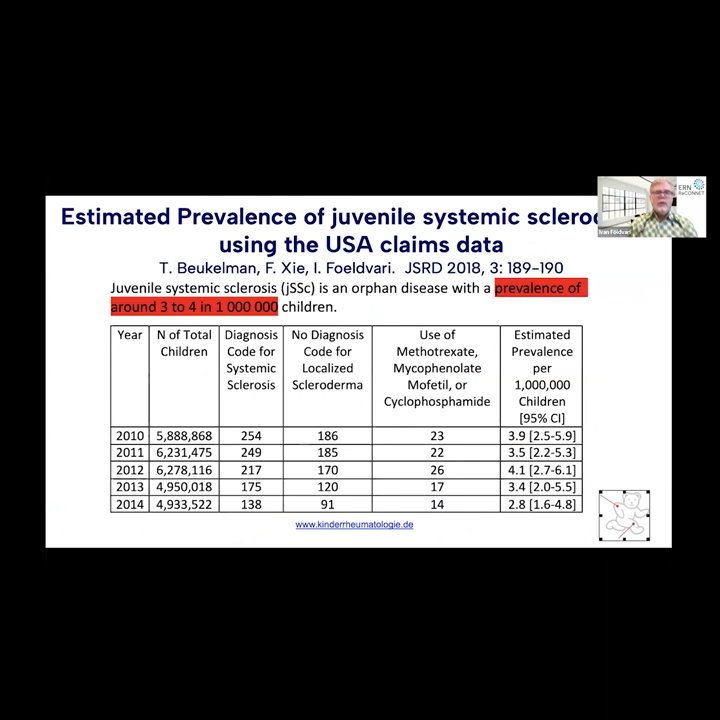 Estimated Prevalence of juvenile systemic
using the USA claims data
T. Beukelman, F. Xie, I. Foeldvari. JSRD 2018, 3: 189-190
Juvenile systemic sclerosis (jSSc) is an orphan disease with a prevalence of
around 3 to 4 in 1 000 000 children.
Year | N of Total Children | Diagnosis Code for Systemic Sclerosis | No Diagnosis Code for Localized Scleroderma | Use of Methotrexate, Mycophenolate Mofetil, or Cyclophosphamide | Estimated Prevalence per 1,000,000 Children [95% CI]
2010 | 5,888,868 | 254 | 186 | 23 | 3.9 [2.5-5.9]
2011 | 6,231,475 | 249 | 185 | 22 | 3.5 [2.2-5.3]
2012 | 6,278,116 | 217 | 170 | 26 | 4.1 [2.7-6.1]
2013 | 4,950,018 | 175 | 120 | 17 | 3.4 [2.0-5.5]
2014 | 4,933,522 | 138 | 91 | 14 | 2.8 [1.6-4.8]
www.kinderrheumatologie.de
ERN
ReCONNET
Ivan Foldvari